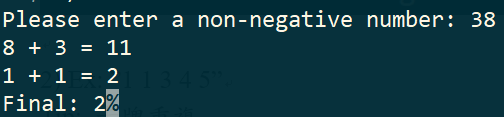 Please enter a non-negative number: 38
8 + 3 = 11
1 + 1 = 2
Final: 2%